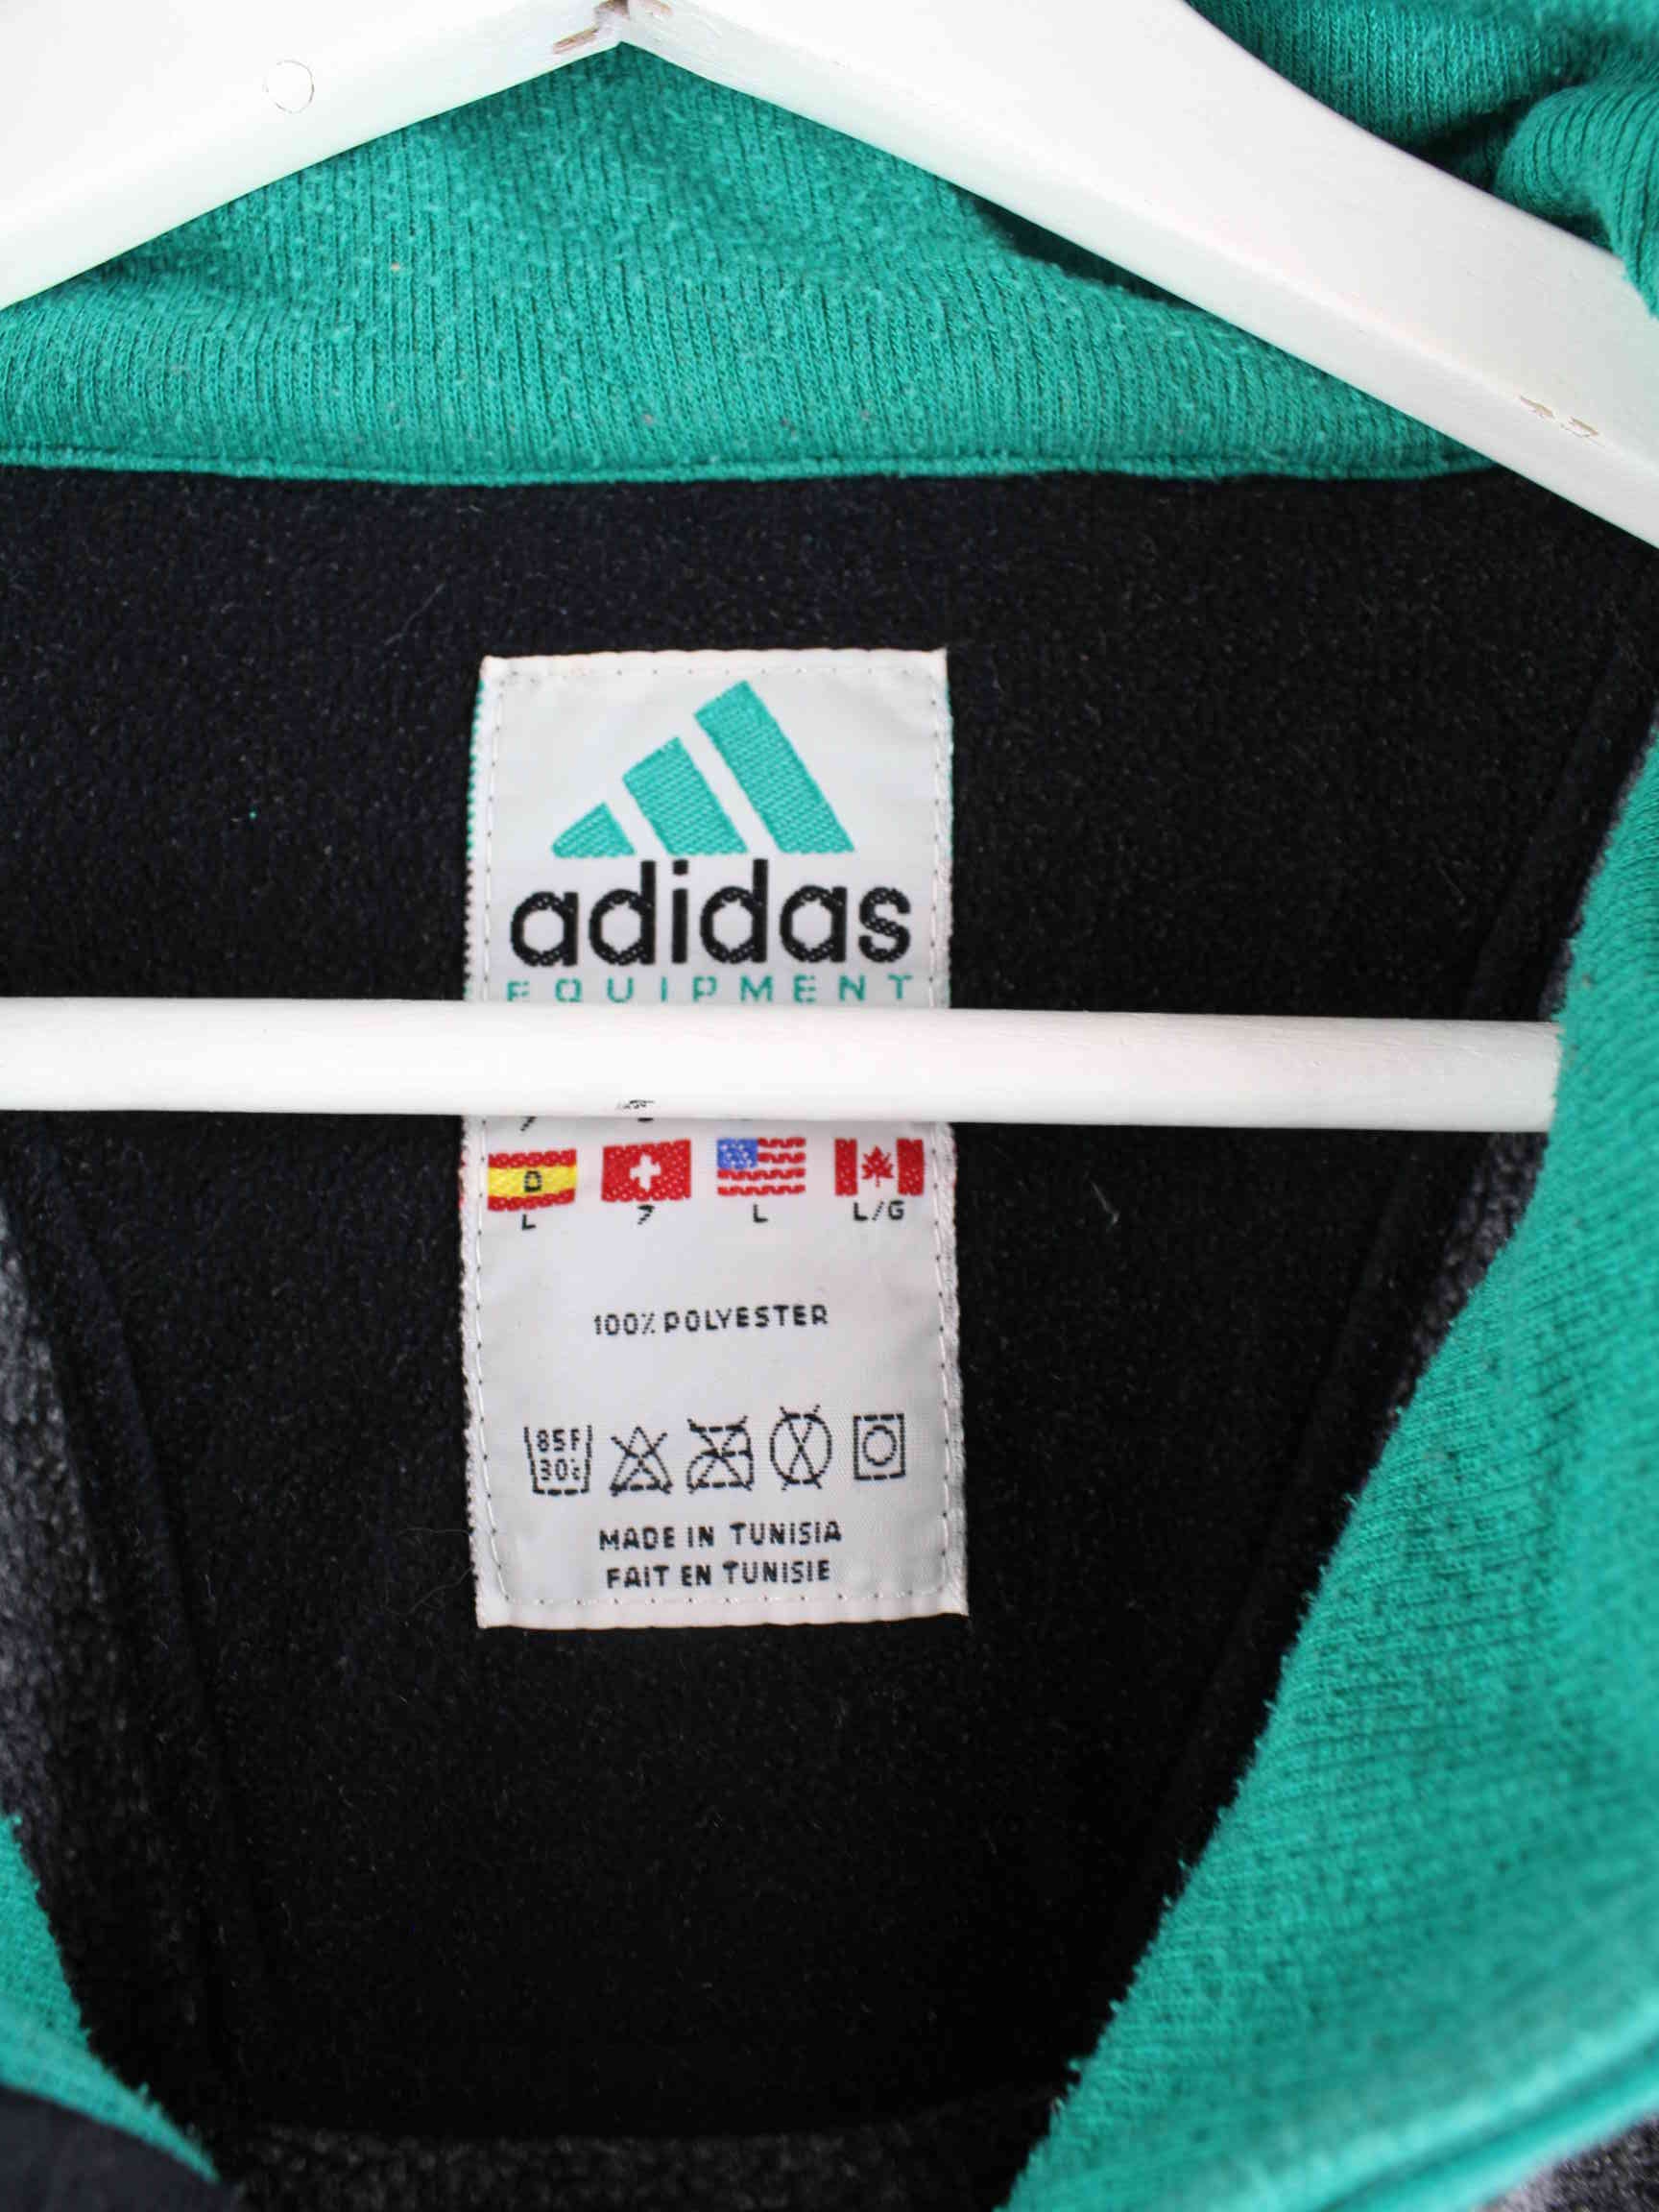 adidas
EQUIPMENT
L 7 L L/G
100% POLYESTER
85F
30c
MADE IN TUNISIA
FAIT EN TUNISIE